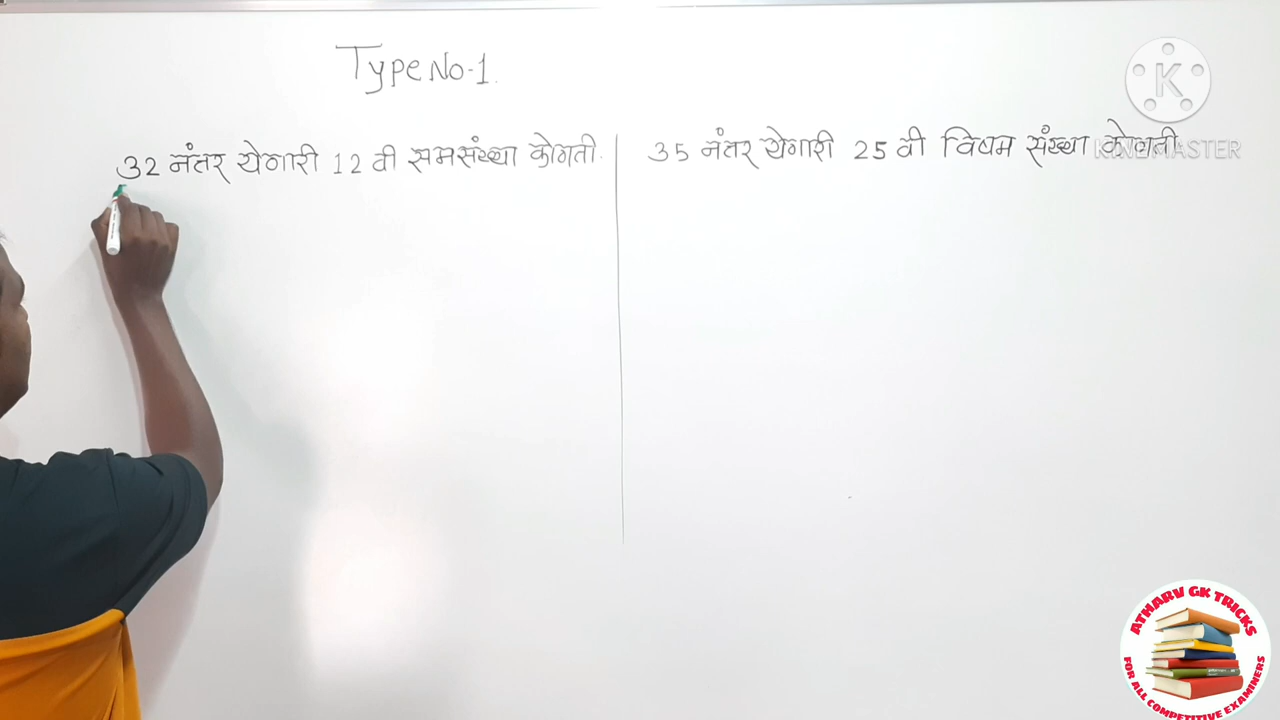 Type No-1.
32 नंतर येणारी 12 वी समसंख्या कोणती.
35 नंतर येणारी 25 वी विषम संख्या कोणती
K
KINEMASTER
ATHARV GK TRICKS
FOR ALL COMPETITIVE EXAMINERS